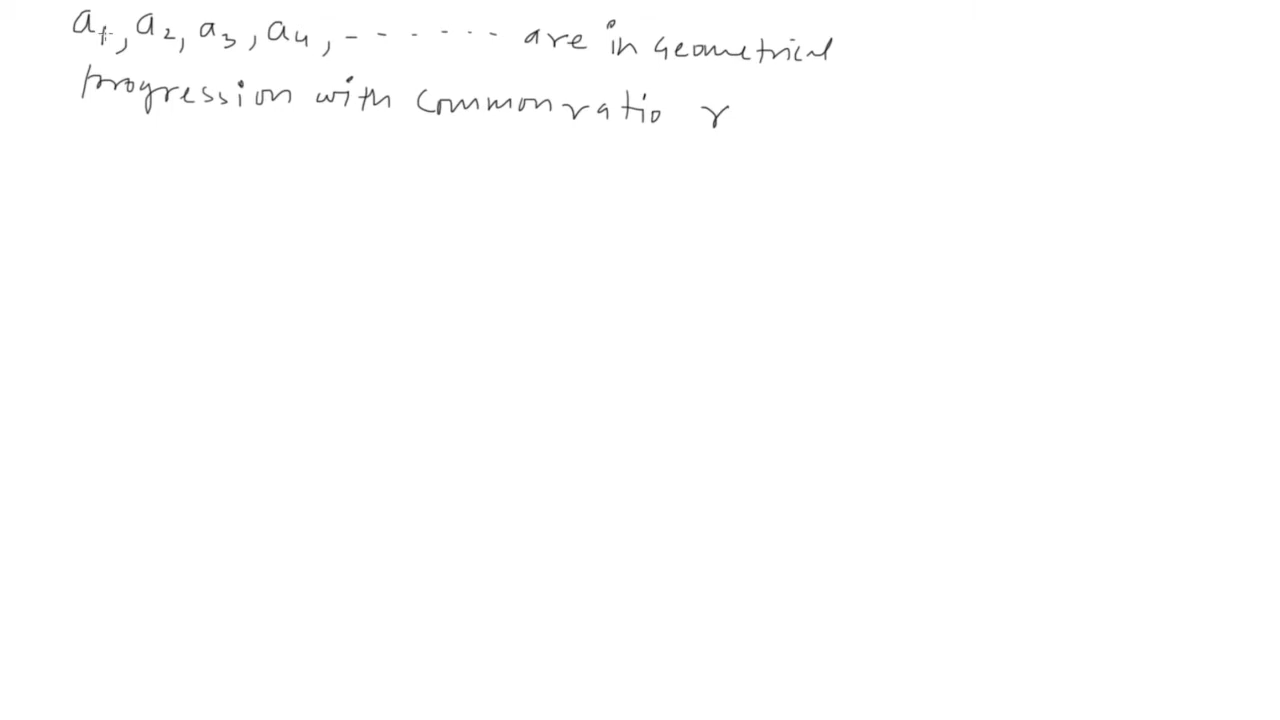 a₁, a₂, a₃, a₄, - - - - - - - are in Geometrical
progression with common ratio r